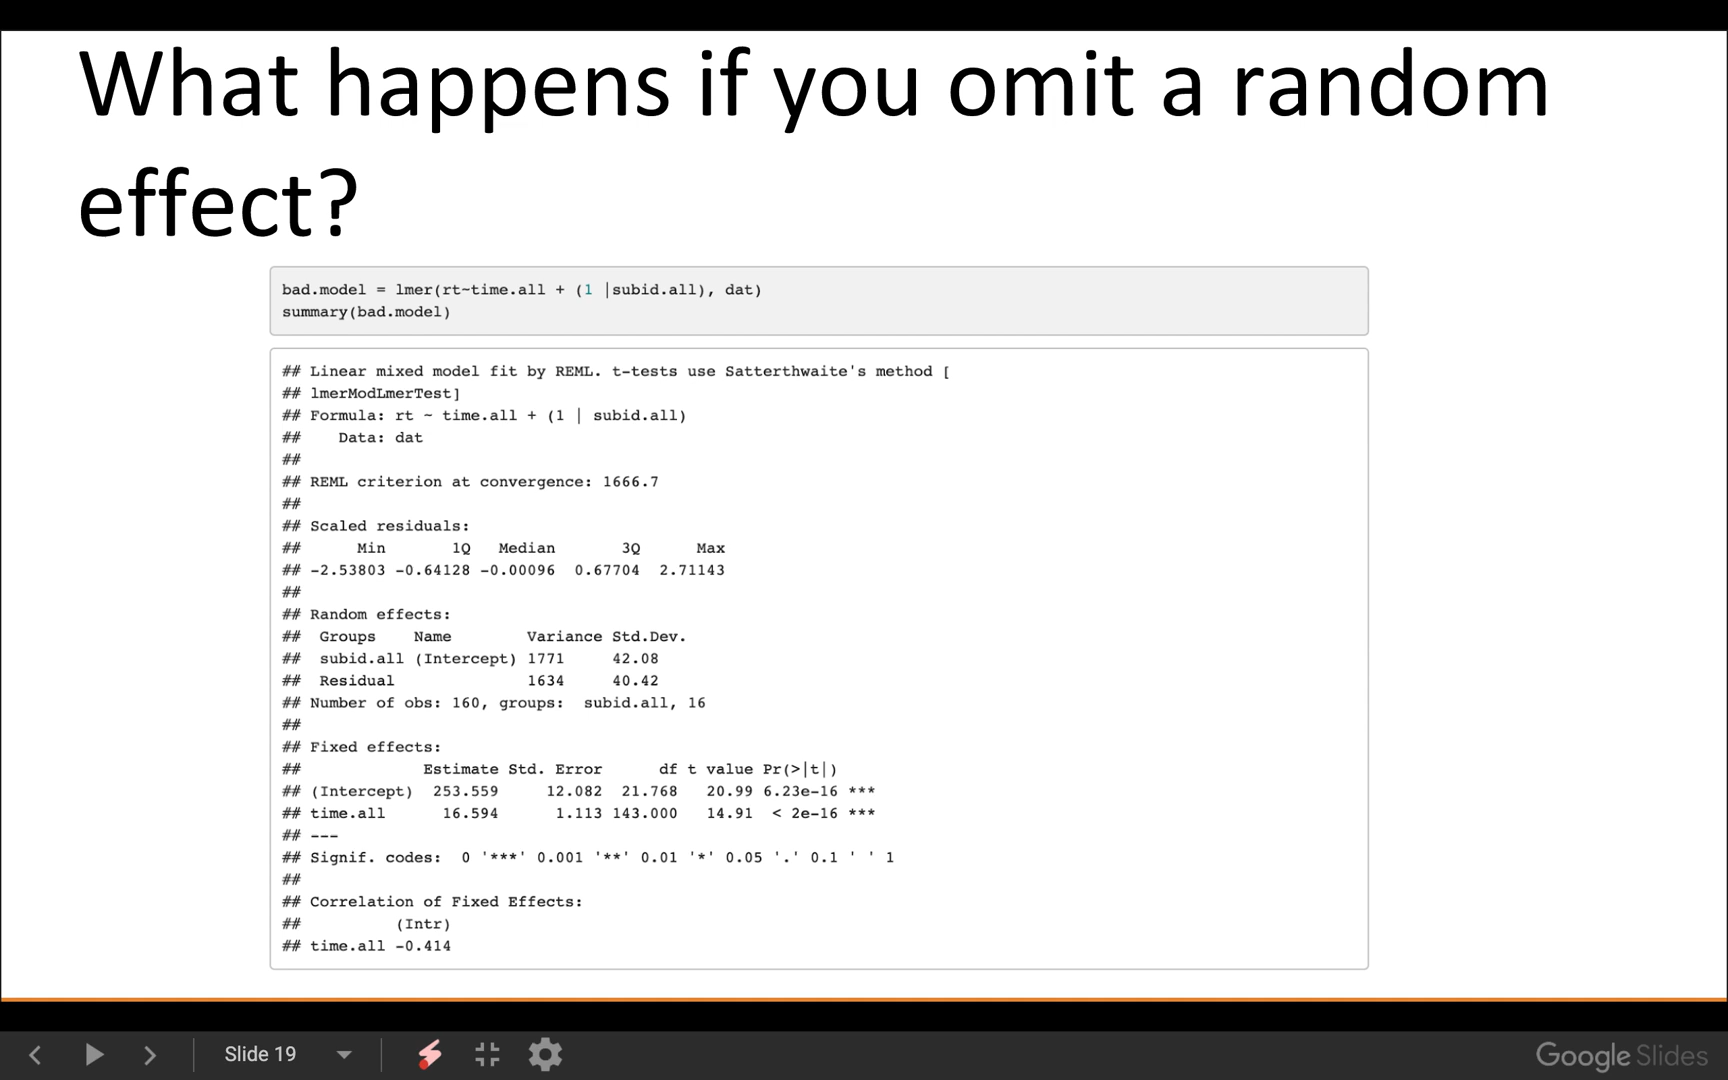 What happens if you omit a random
effect?
bad.model = lmer(rt~time.all + (1 |subid.all), dat)
summary(bad.model)
## Linear mixed model fit by REML. t-tests use Satterthwaite's method [
## lmerModLmerTest]
## Formula: rt ~ time.all + (1 | subid.all)
##    Data: dat
##
## REML criterion at convergence: 1666.7
##
## Scaled residuals:
##      Min       1Q   Median       3Q      Max
## -2.53803 -0.64128 -0.00096  0.67704  2.71143
##
## Random effects:
##  Groups    Name        Variance Std.Dev.
##  subid.all (Intercept) 1771     42.08
##  Residual              1634     40.42
## Number of obs: 160, groups:  subid.all, 16
##
## Fixed effects:
##             Estimate Std. Error      df t value Pr(>|t|)
## (Intercept)  253.559     12.082  21.768   20.99 6.23e-16 ***
## time.all      16.594      1.113 143.000   14.91  < 2e-16 ***
## ---
## Signif. codes:  0 '***' 0.001 '**' 0.01 '*' 0.05 '.' 0.1 ' ' 1
##
## Correlation of Fixed Effects:
##          (Intr)
## time.all -0.414
Slide 19
Google Slides